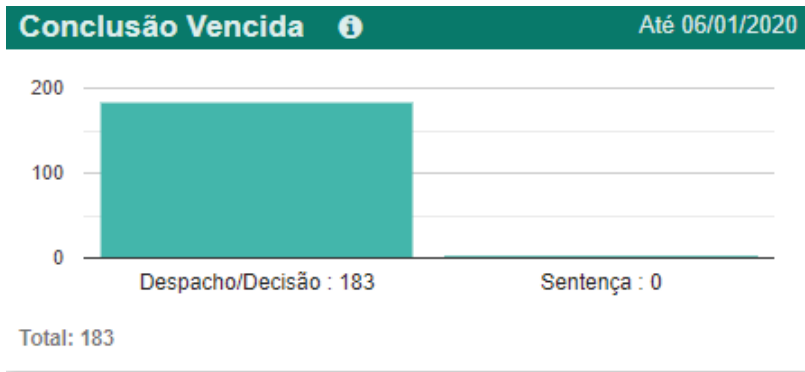 Conclusão Vencida Até 06/01/2020
200
100
0
Despacho/Decisão : 183 Sentença : 0
Total: 183